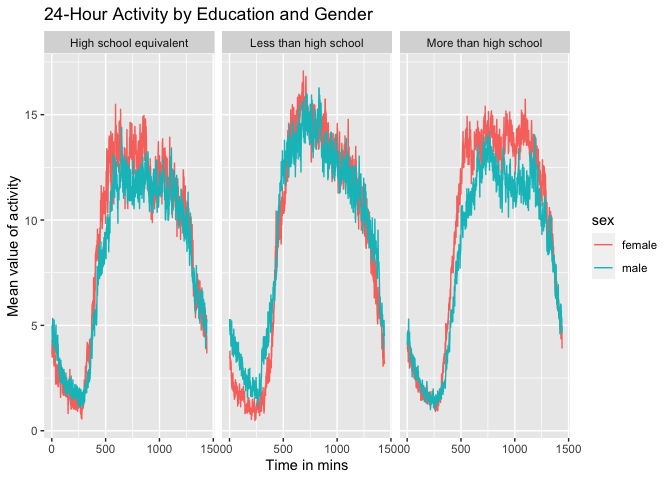 24-Hour Activity by Education and Gender
High school equivalent
Less than high school
More than high school
Mean value of activity
15
10
5
0
0 500 1000 1500
0 500 1000 1500
0 500 1000 1500
Time in mins
sex
female
male